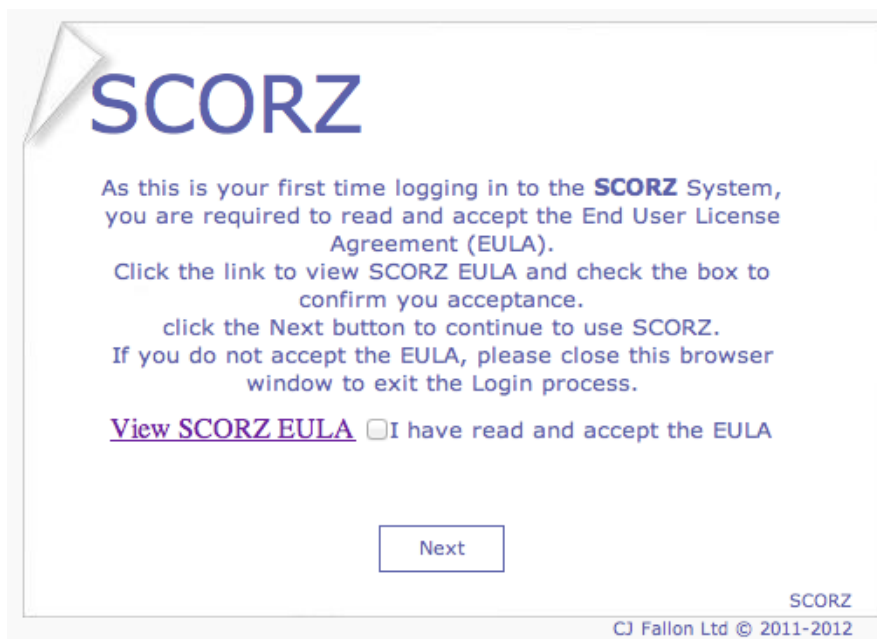 SCORZ
As this is your first time logging in to the SCORZ System,
you are required to read and accept the End User License
Agreement (EULA).
Click the link to view SCORZ EULA and check the box to
confirm you acceptance.
click the Next button to continue to use SCORZ.
If you do not accept the EULA, please close this browser
window to exit the Login process.
View SCORZ EULA I have read and accept the EULA
Next
SCORZ
CJ Fallon Ltd © 2011-2012